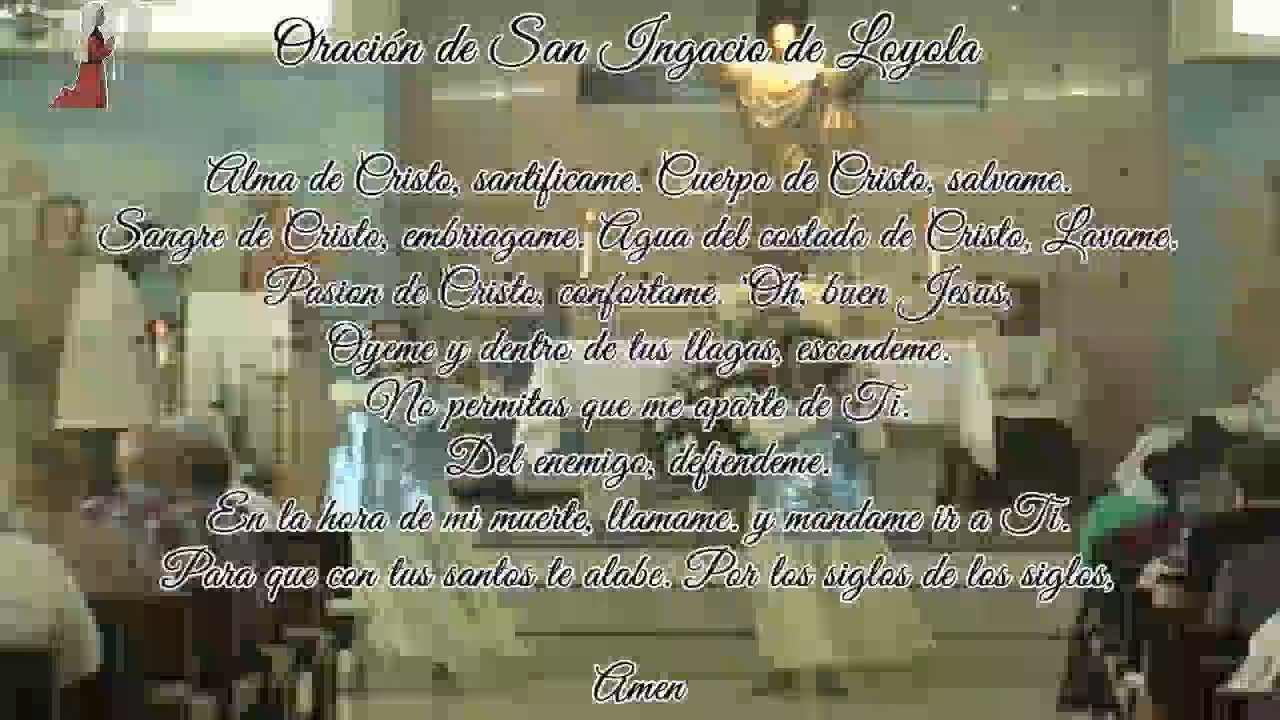 Oración de San Ingacio de Loyola
Alma de Cristo, santificame. Cuerpo de Cristo, salvame.
Sangre de Cristo, embriagame. Agua del costado de Cristo, Lavame.
Pasion de Cristo, confortame. ¨Oh, buen Jesus,
Oyeme y dentro de tus llagas, escondeme.
No permitas que me aparte de Ti.
Del enemigo, defiendeme.
En la hora de mi muerte, llamame. y mandame ir a Ti.
Para que con tus santos te alabe. Por los siglos de los siglos,
Amen